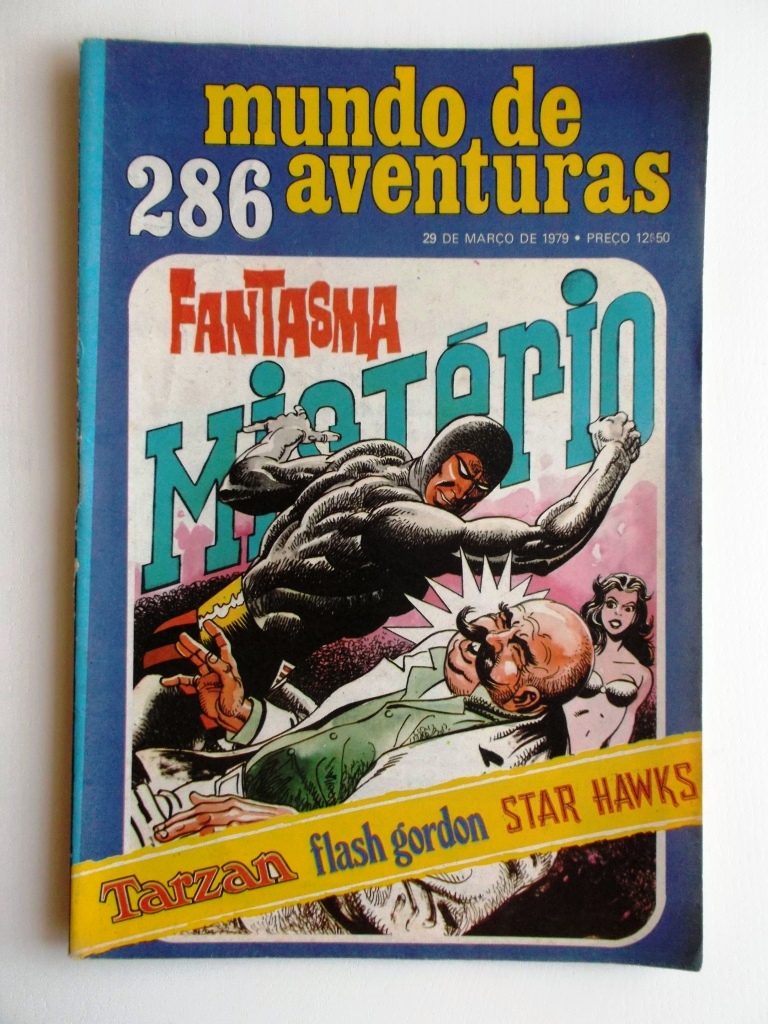 mundo de
286 aventuras
29 DE MARÇO DE 1979 • PREÇO 12$50
FANTASMA
Mistério
Tarzan flash gordon STAR HAWKS